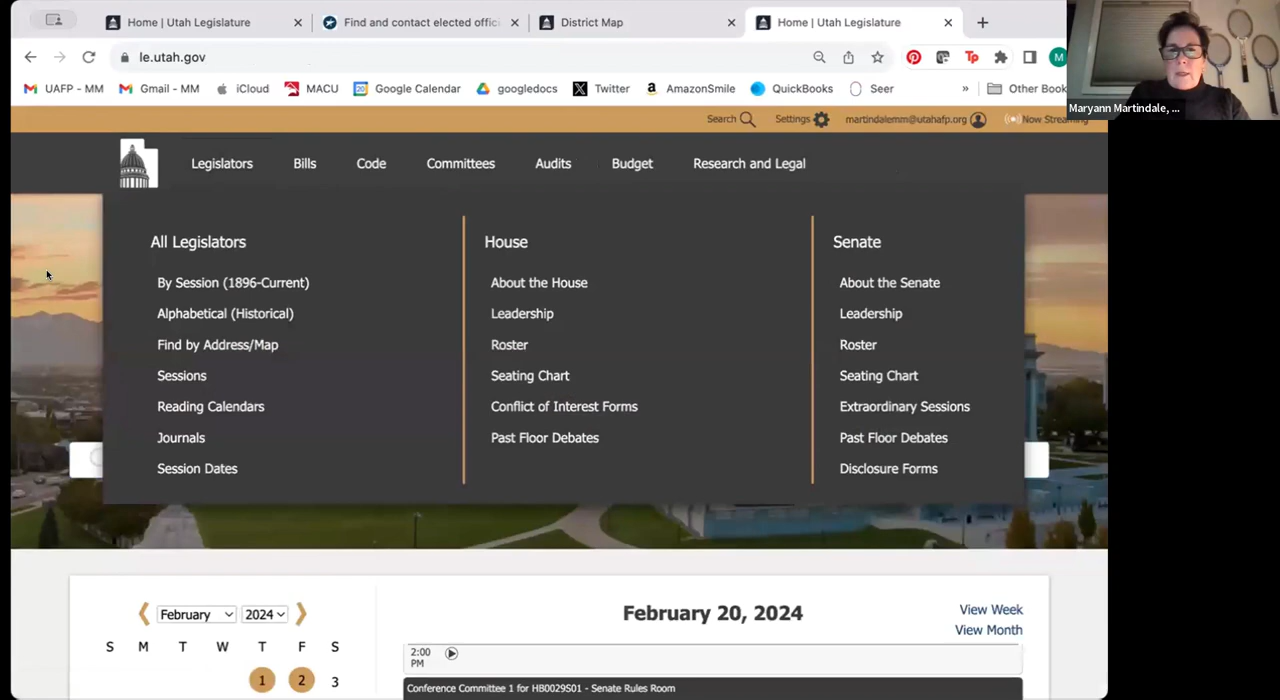 Home | Utah Legislature
Find and contact elected offic
District Map
Home | Utah Legislature
le.utah.gov
UAFP - MM
Gmail - MM
iCloud
MACU
Google Calendar
googledocs
Twitter
AmazonSmile
QuickBooks
Seer
»
Other Book
Maryann Martindale, ...
Search
Settings
martindalemm@utahafp.org
Now Streaming
Legislators
Bills
Code
Committees
Audits
Budget
Research and Legal
All Legislators
By Session (1896-Current)
Alphabetical (Historical)
Find by Address/Map
Sessions
Reading Calendars
Journals
Session Dates
House
About the House
Leadership
Roster
Seating Chart
Conflict of Interest Forms
Past Floor Debates
Senate
About the Senate
Leadership
Roster
Seating Chart
Extraordinary Sessions
Past Floor Debates
Disclosure Forms
February 2024
S M T W T F S
1 2 3
February 20, 2024
View Week
View Month
2:00
PM
Conference Committee 1 for HB0029S01 - Senate Rules Room